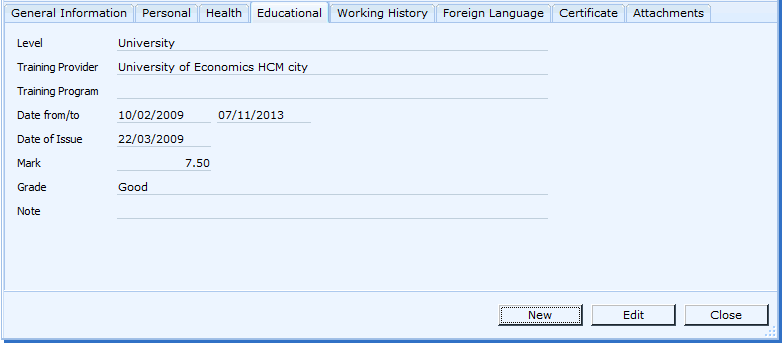 General Information Personal Health Educational Working History Foreign Language Certificate Attachments
Level University
Training Provider University of Economics HCM city
Training Program
Date from/to 10/02/2009 07/11/2013
Date of Issue 22/03/2009
Mark 7.50
Grade Good
Note
New Edit Close